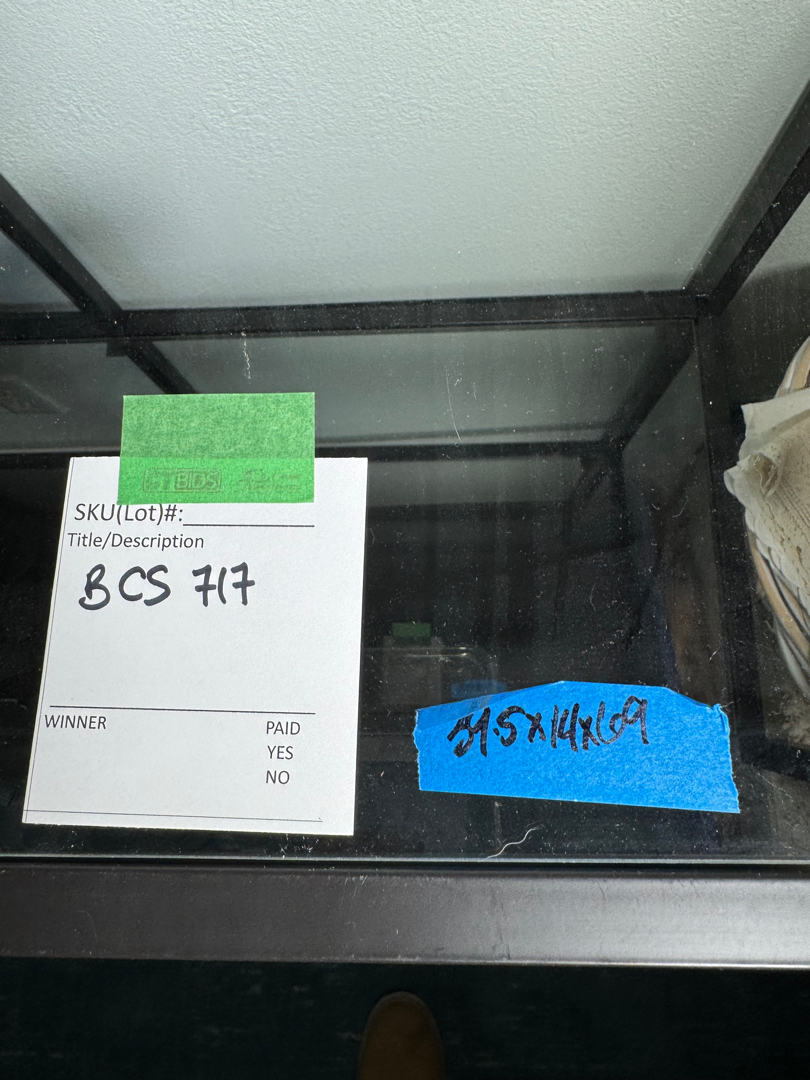 SKU(Lot)#:
Title/Description
BCS 717
WINNER
PAID
YES
NO
31.5x14x69